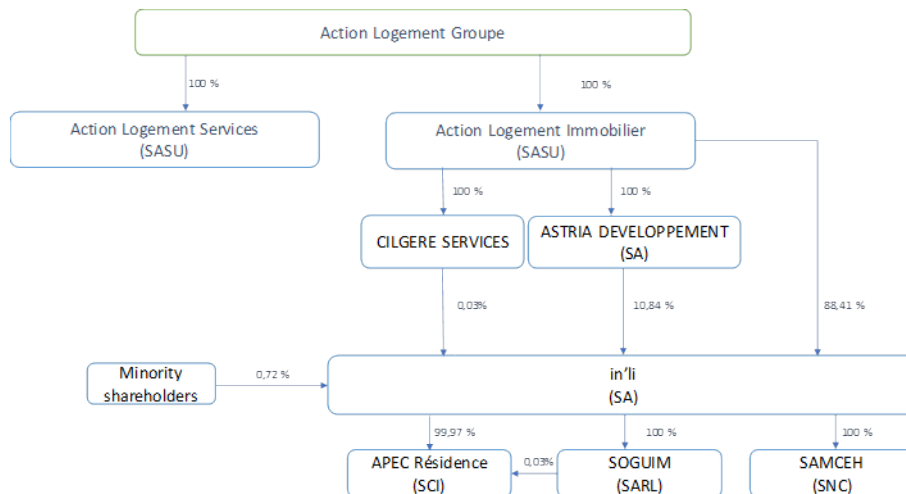 Action Logement Groupe
100 %
100 %
Action Logement Services
(SASU)
Action Logement Immobilier
(SASU)
100 %
100 %
CILGERE SERVICES
ASTRIA DEVELOPPEMENT
(SA)
0,03%
10,84 %
88,41 %
Minority
shareholders
0,72 %
in'li
(SA)
99,97 %
100 %
100 %
APEC Résidence
(SCI)
0,03%
SOGUIM
(SARL)
SAMCEH
(SNC)